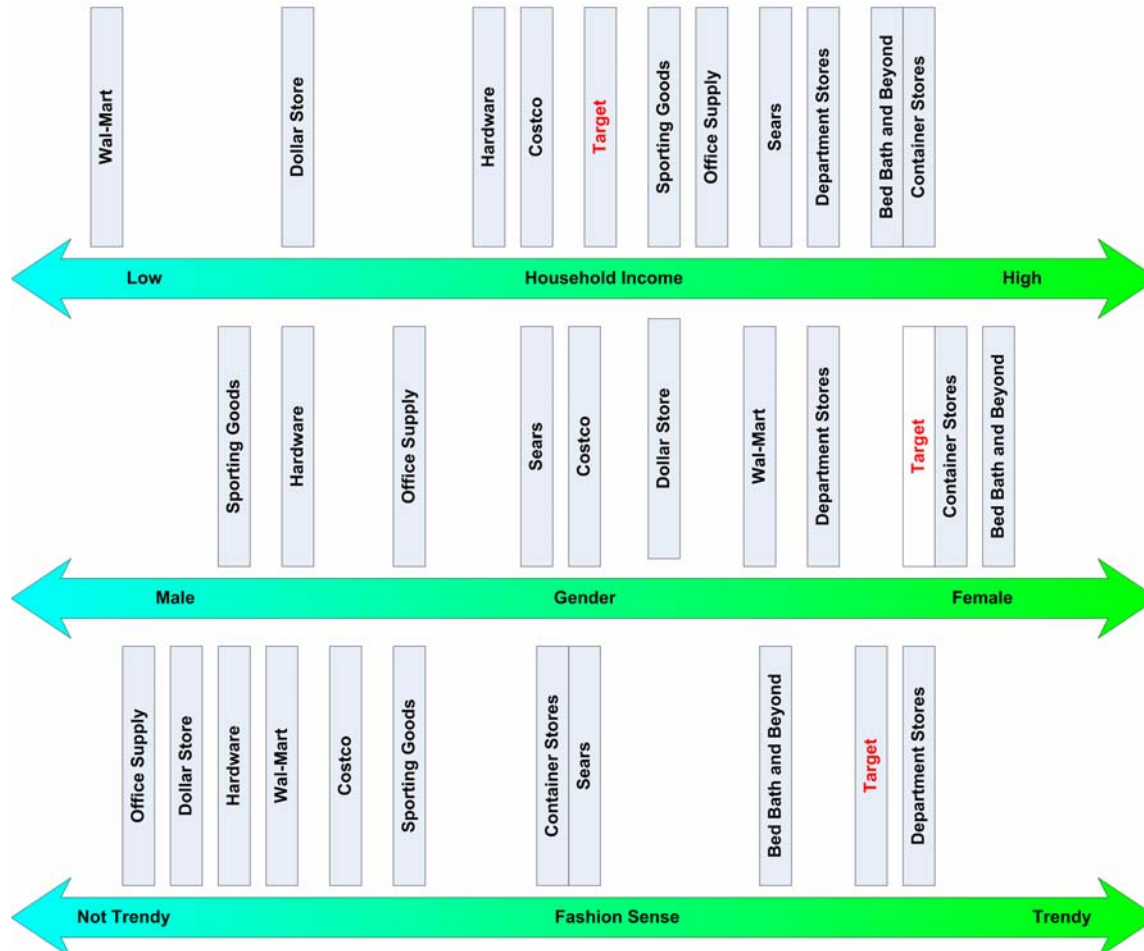 Wal-Mart
Dollar Store
Hardware
Costco
Target
Sporting Goods
Office Supply
Sears
Department Stores
Bed Bath and Beyond
Container Stores
Low
Household Income
High
Sporting Goods
Hardware
Office Supply
Sears
Costco
Dollar Store
Wal-Mart
Department Stores
Target
Container Stores
Bed Bath and Beyond
Male
Gender
Female
Office Supply
Dollar Store
Hardware
Wal-Mart
Costco
Sporting Goods
Container Stores
Sears
Bed Bath and Beyond
Target
Department Stores
Not Trendy
Fashion Sense
Trendy